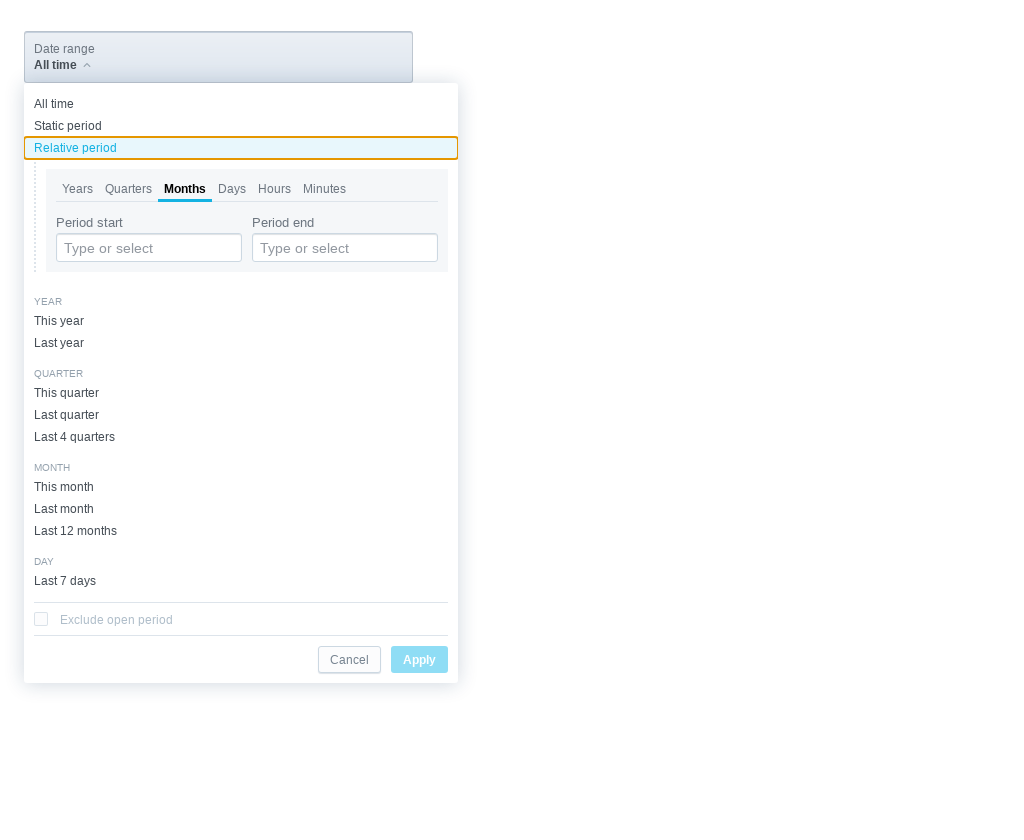 Date range
All time
All time
Static period
Relative period
Years Quarters Months Days Hours Minutes
Period start Period end
Type or select Type or select
YEAR
This year
Last year
QUARTER
This quarter
Last quarter
Last 4 quarters
MONTH
This month
Last month
Last 12 months
DAY
Last 7 days
Exclude open period
Cancel Apply